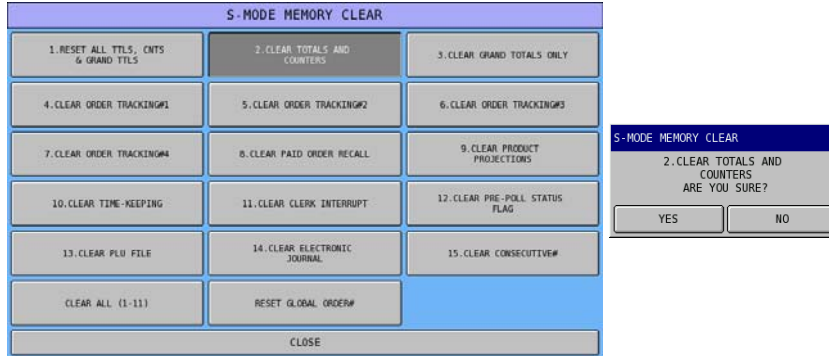 S-MODE MEMORY CLEAR
1.RESET ALL TTLS, CNTS
& GRAND TTLS
2.CLEAR TOTALS AND
COUNTERS
3.CLEAR GRAND TOTALS ONLY
4.CLEAR ORDER TRACKING#1
5.CLEAR ORDER TRACKING#2
6.CLEAR ORDER TRACKING#3
7.CLEAR ORDER TRACKING#4
8.CLEAR PAID ORDER RECALL
9.CLEAR PRODUCT
PROJECTIONS
10.CLEAR TIME-KEEPING
11.CLEAR CLERK INTERRUPT
12.CLEAR PRE-POLL STATUS
FLAG
13.CLEAR PLU FILE
14.CLEAR ELECTRONIC
JOURNAL
15.CLEAR CONSECUTIVE#
CLEAR ALL (1-11)
RESET GLOBAL ORDER#
CLOSE
S-MODE MEMORY CLEAR
2.CLEAR TOTALS AND
COUNTERS
ARE YOU SURE?
YES
NO